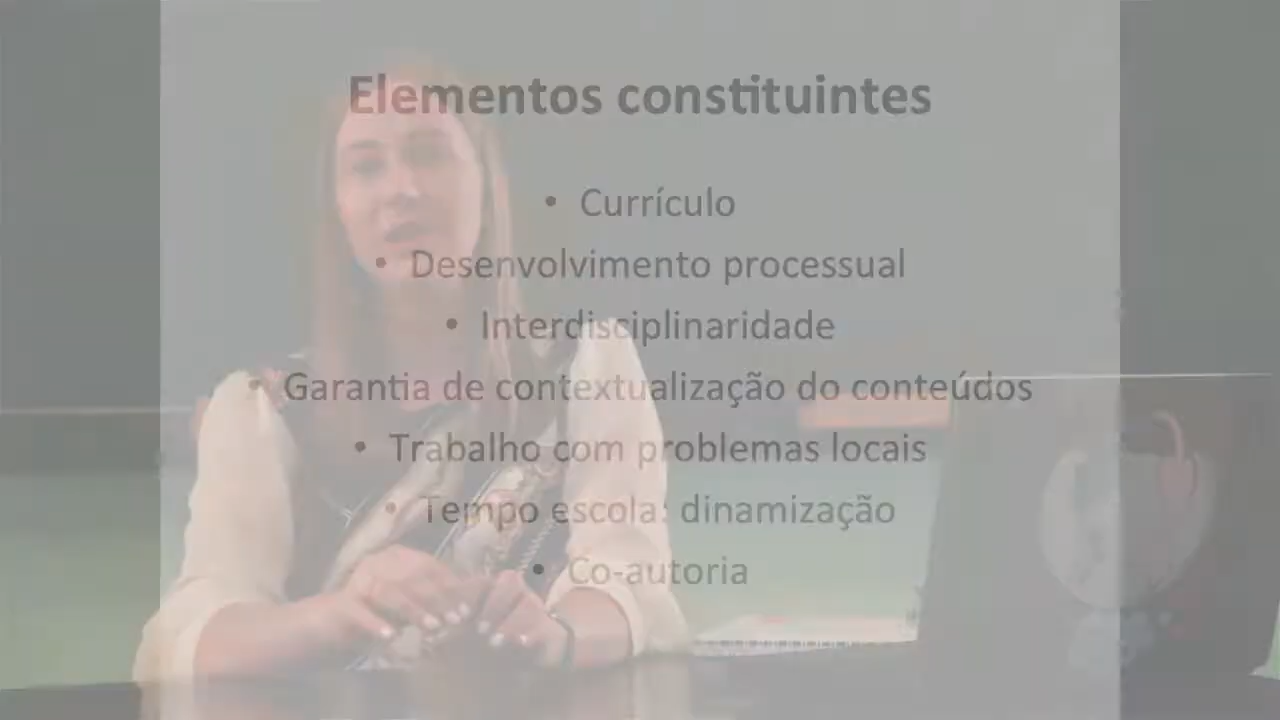 Elementos constituintes
• Currículo
• Desenvolvimento processual
• Interdisciplinaridade
• Garantia de contextualização do conteúdos
• Trabalho com problemas locais
• Tempo escola: dinamização
• Co-autoria